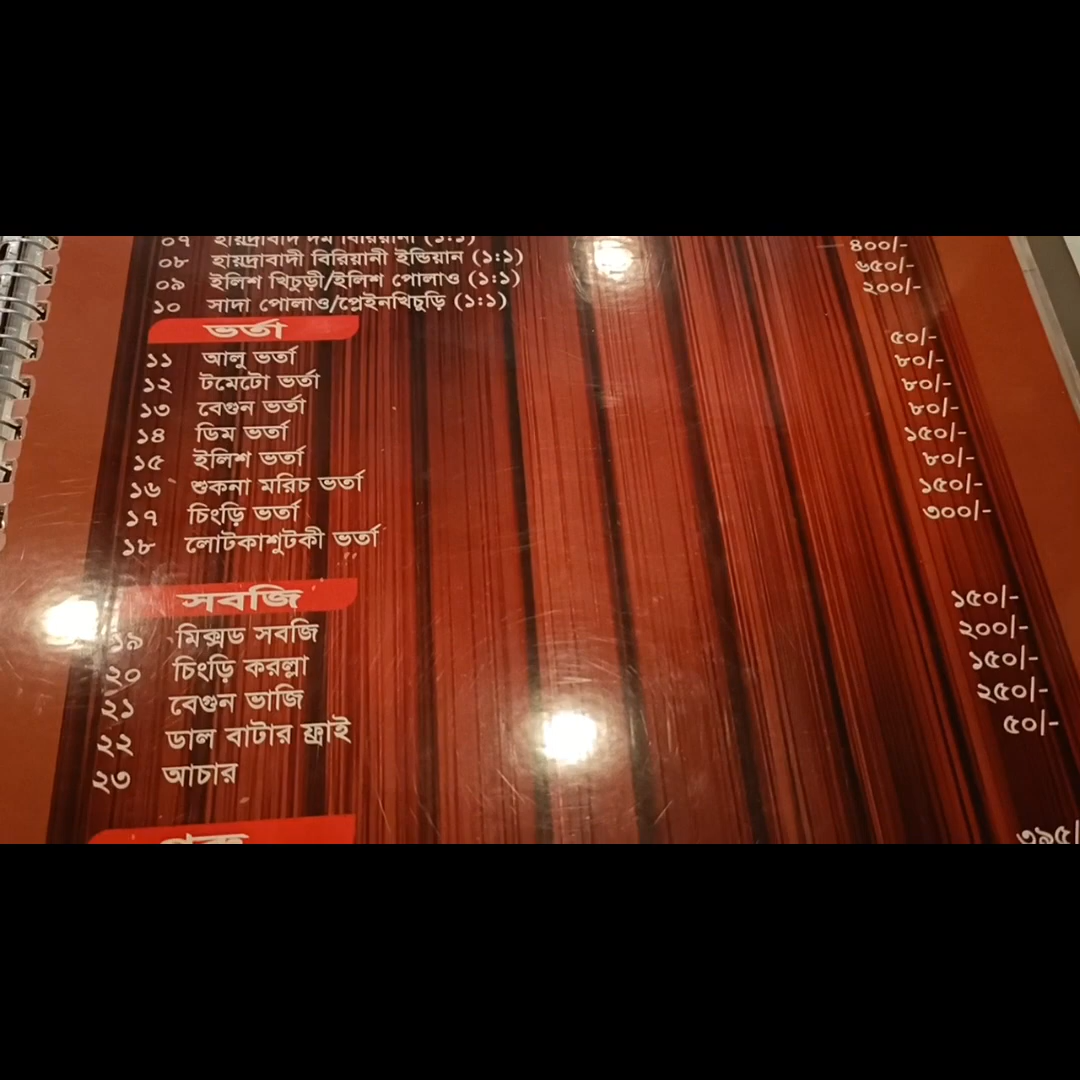 ০৮ হায়দ্রাবাদী বিরিয়ানী ইন্ডিয়ান (১:১) ৪০০/-
০৯ ইলিশ খিচুড়ী/ইলিশ পোলাও (১:১) ৬৫০/-
১০ সাদা পোলাও/প্লেইনখিচুড়ি (১:১) ২০০/-
ভর্তা
১১ আলু ভর্তা ৫০/-
১২ টমেটো ভর্তা ৮০/-
১৩ বেগুন ভর্তা ৮০/-
১৪ ডিম ভর্তা ৮০/-
১৫ ইলিশ ভর্তা ১৫০/-
১৬ শুকনা মরিচ ভর্তা ৮০/-
১৭ চিংড়ি ভর্তা ১৫০/-
১৮ লোটকাশুটকী ভর্তা ৩০০/-
সবজি
১৯ মিক্সড সবজি ১৫০/-
২০ চিংড়ি করল্লা ২০০/-
২১ বেগুন ভাজি ১৫০/-
২২ ডাল বাটার ফ্রাই ২৫০/-
২৩ আচার ৫০/-